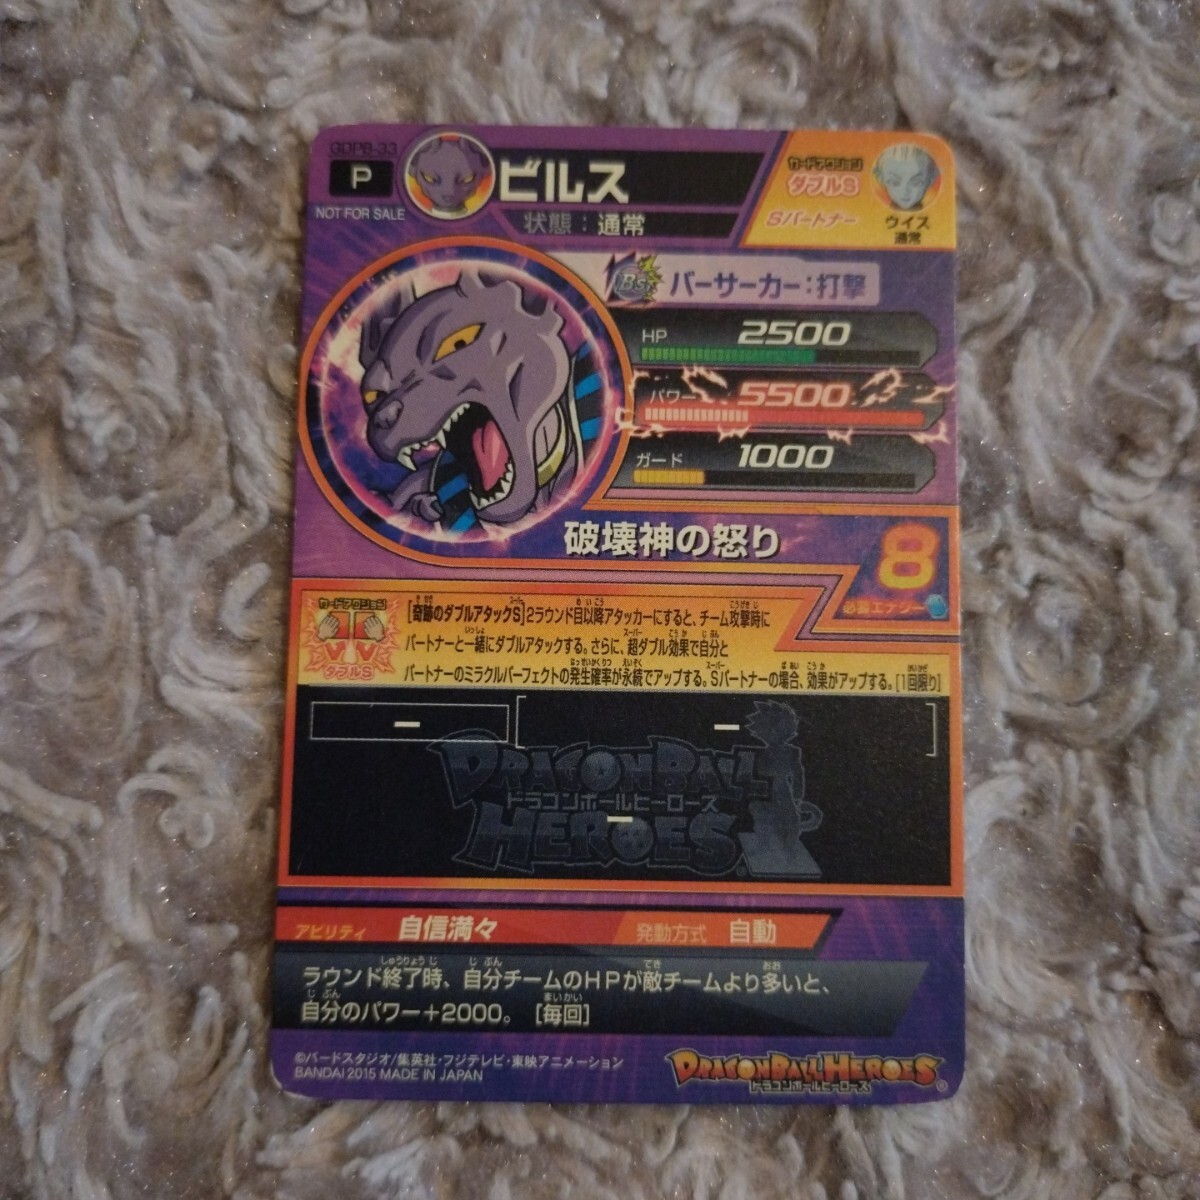 GDPB-33
P
NOT FOR SALE
ビルス
状態：通常
カードアクション
ダブルS
Sパートナー
ウイス
通常
Bs
バーサーカー：打撃
HP 2500
パワー 5500
ガード 1000
破壊神の怒り
8
必要エナジー
カードアクション
ダブルS
[奇跡のダブルアタックS]2ラウンド目以降アタッカーにすると、チーム攻撃時に
パートナーと一緒にダブルアタックする。さらに、超ダブル効果で自分と
パートナーのミラクルパーフェクトの発生確率が永続でアップする。Sパートナーの場合、効果がアップする。[1回限り]
DRAGON BALL
ドラゴンボールヒーローズ
HEROES
アビリティ 自信満々 発動方式 自動
ラウンド終了時、自分チームのHPが敵チームより多いと、
自分のパワー+2000。 [毎回]
©バードスタジオ/集英社・フジテレビ・東映アニメーション
BANDAI 2015 MADE IN JAPAN
DRAGON BALL HEROES
ドラゴンボールヒーローズ